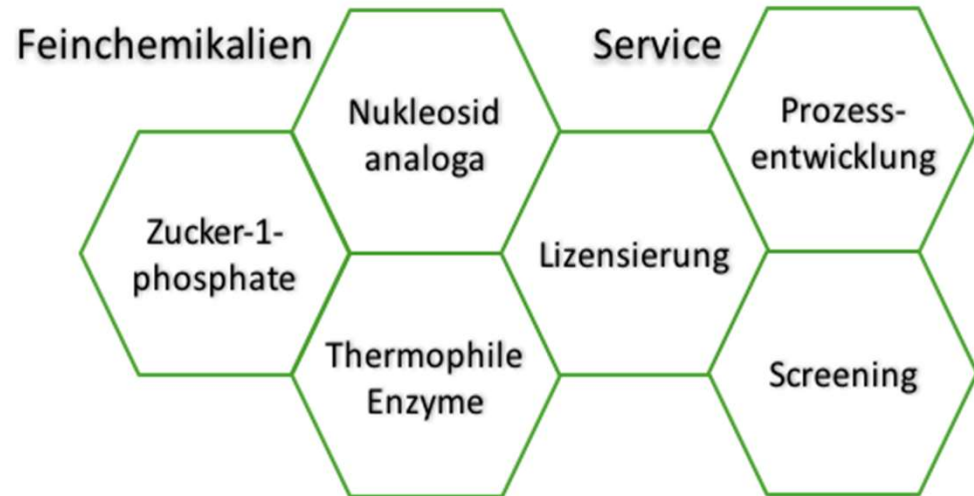 Feinchemikalien
Service
Nukleosid
analoga
Prozess-
entwicklung
Zucker-1-
phosphate
Lizensierung
Thermophile
Enzyme
Screening